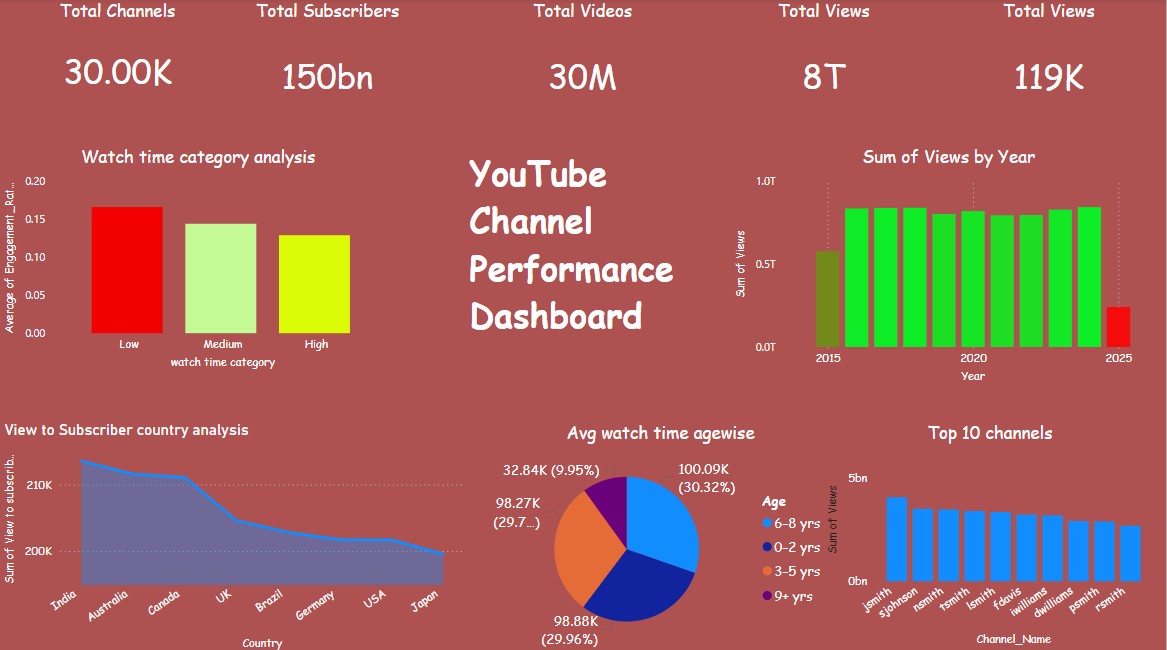 Total Channels
Total Subscribers
Total Videos
Total Views
Total Views
30.00K
150bn
30M
8T
119K
Watch time category analysis
Average of Engagement_Rat...
0.20
0.15
0.10
0.05
0.00
Low
Medium
High
watch time category
YouTube
Channel
Performance
Dashboard
Sum of Views by Year
Sum of Views
1.0T
0.5T
0.0T
2015
2020
2025
Year
View to Subscriber country analysis
Sum of View to subscrib...
210K
200K
India
Australia
Canada
UK
Brazil
Germany
USA
Japan
Country
Avg watch time agewise
32.84K (9.95%)
100.09K
(30.32%)
98.27K
(29.7...)
98.88K
(29.96%)
Age
6-8 yrs
0-2 yrs
3-5 yrs
9+ yrs
Top 10 channels
Sum of Views
5bn
0bn
jsmith
sjohnson
nsmith
tsmith
lsmith
fdavis
iwilliams
dwilliams
psmith
rsmith
Channel_Name